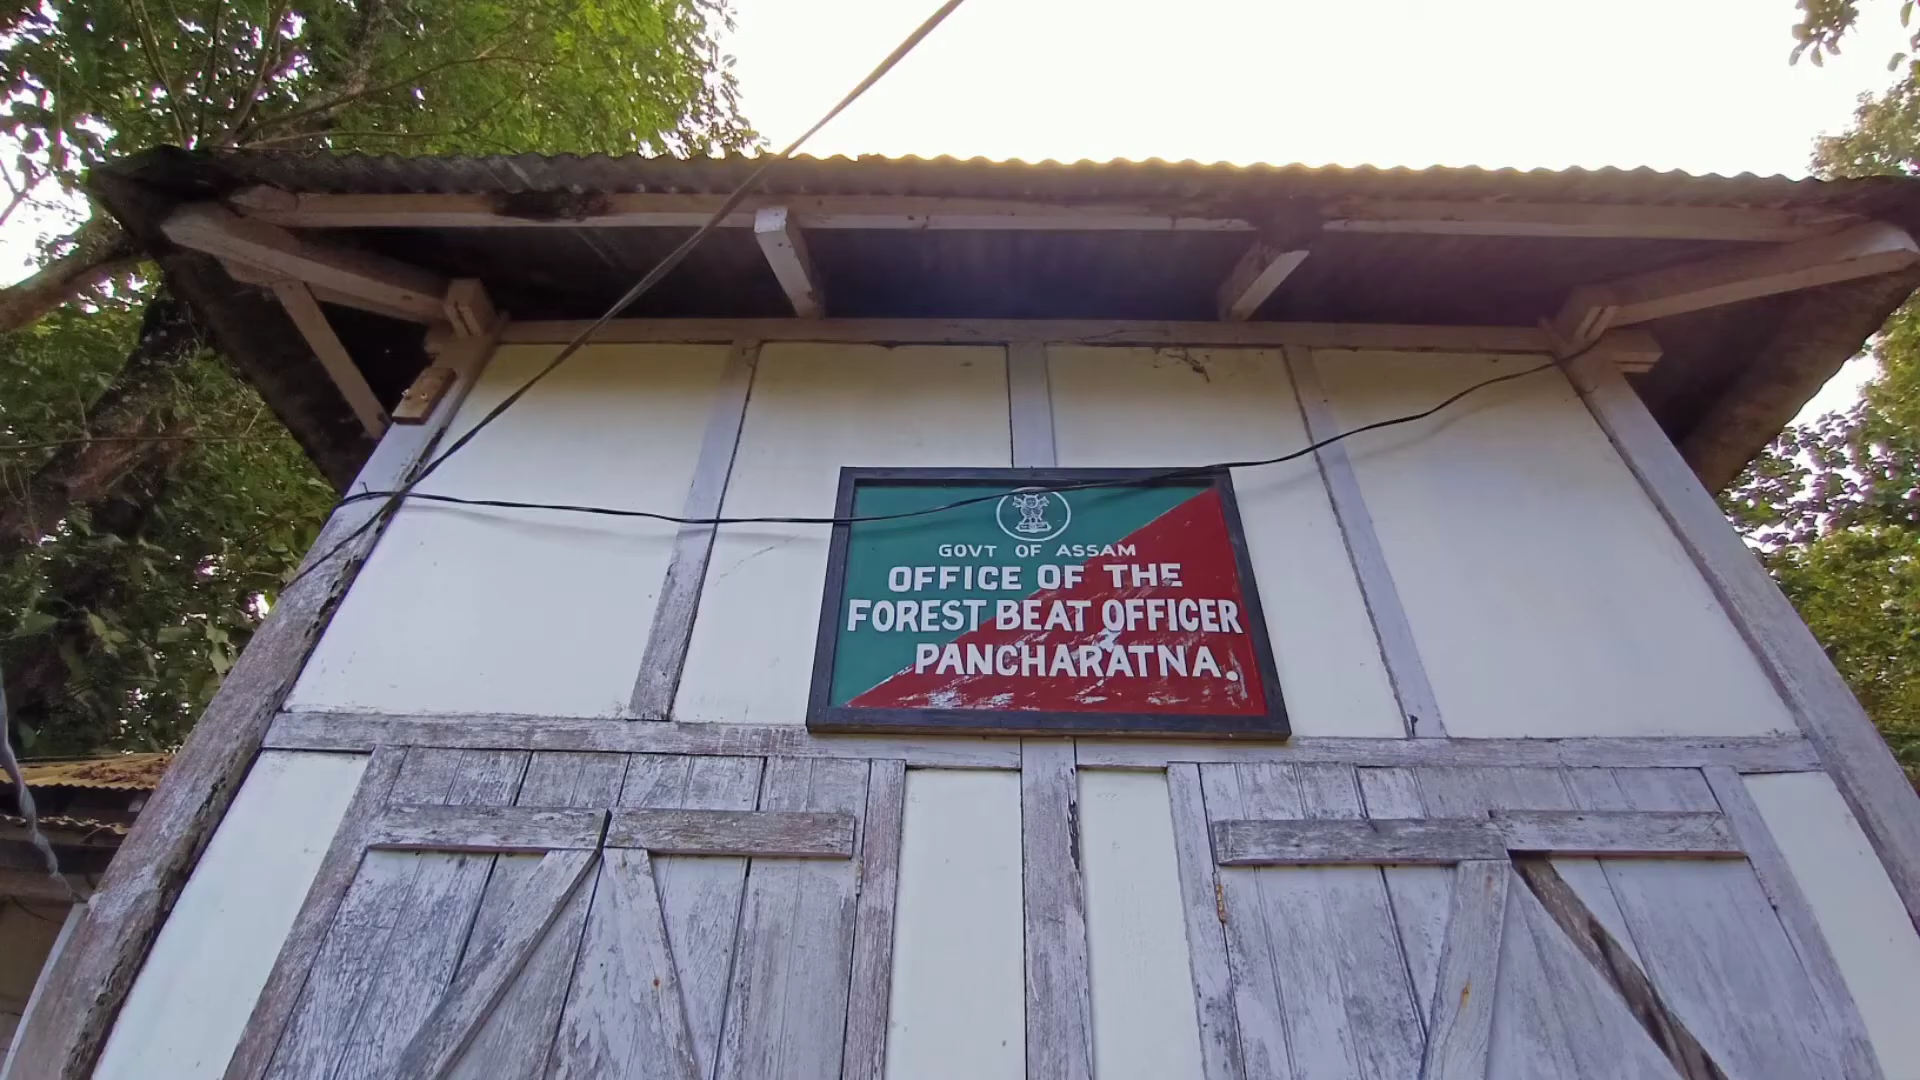 GOVT OF ASSAM
OFFICE OF THE
FOREST BEAT OFFICER
PANCHARATNA.